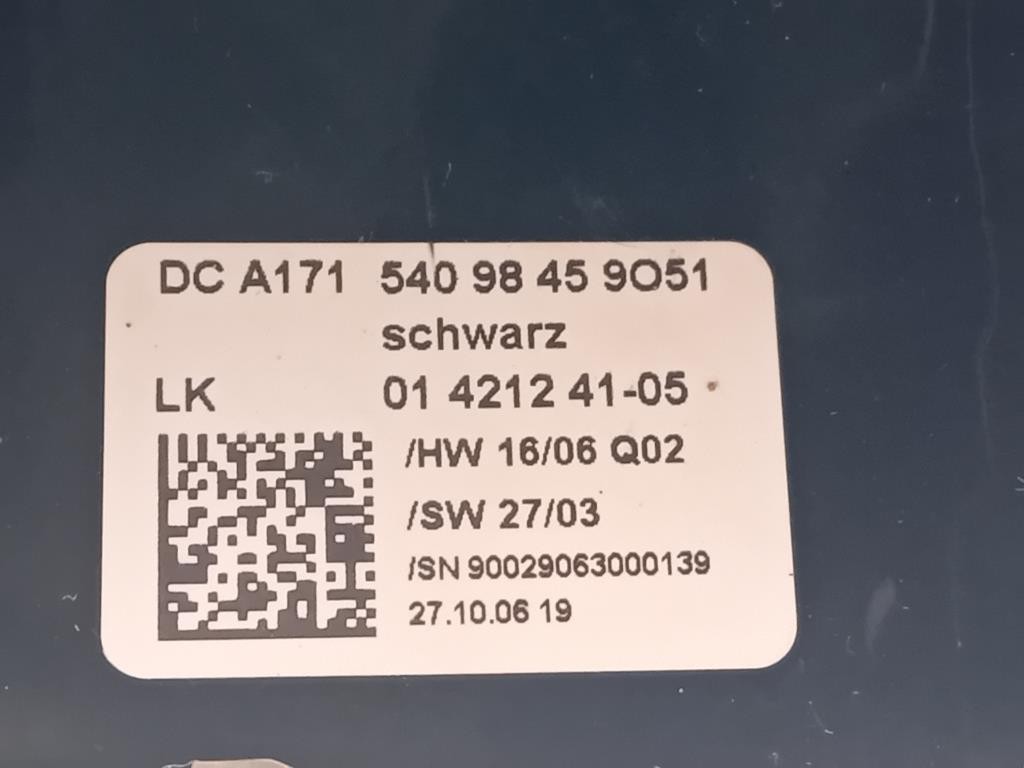 DC A171 540 98 45 9O51
schwarz
LK 01 4212 41-05
/HW 16/06 Q02
/SW 27/03
/SN 90029063000139
27.10.06 19